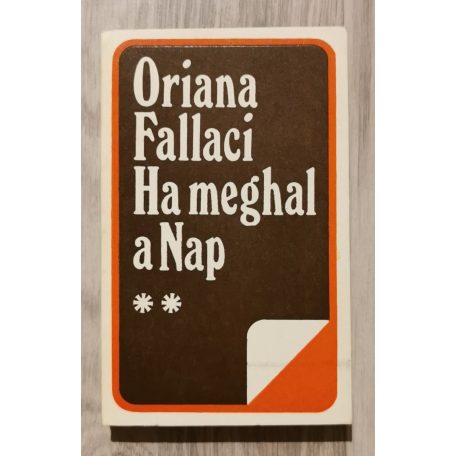 Oriana
Fallaci
Ha meghal
a Nap
**